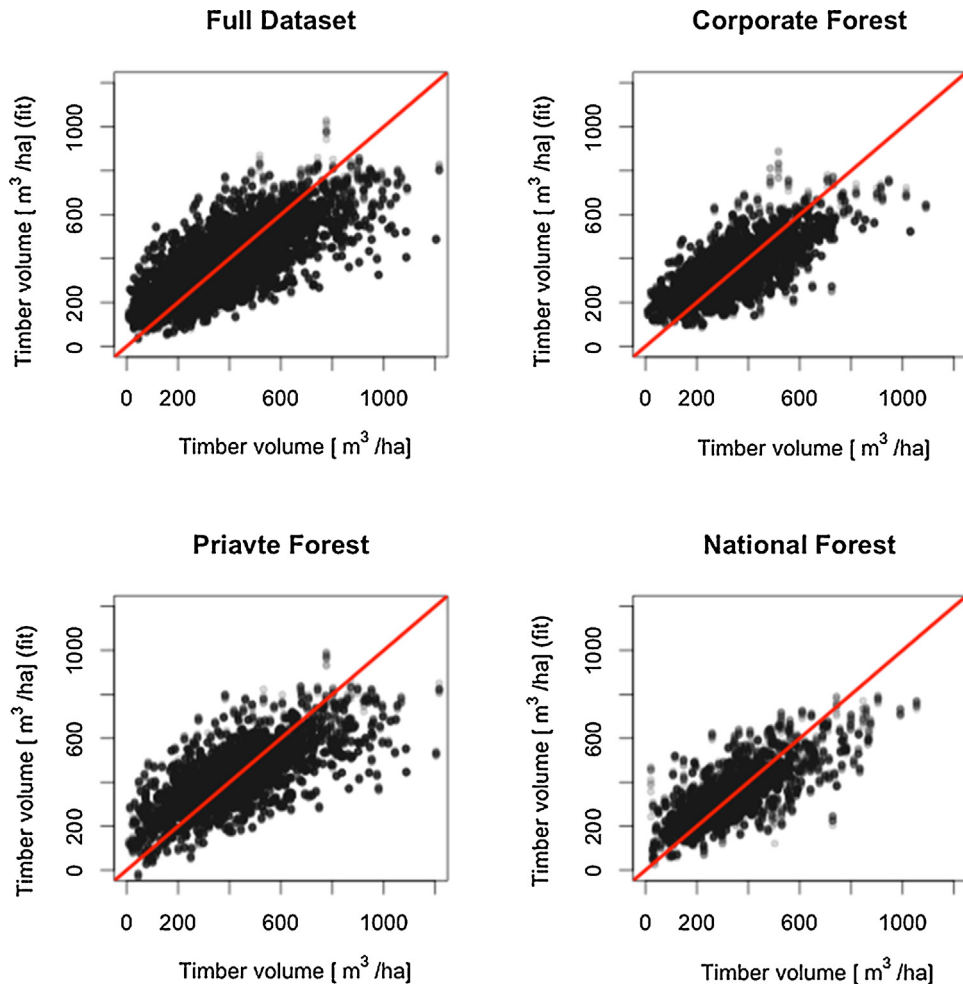 Full Dataset
Timber volume [ m³ /ha] (fit)
1000
600
200
0
0 200 600 1000
Timber volume [ m³ /ha]
Corporate Forest
Timber volume [ m³ /ha] (fit)
1000
600
200
0
0 200 600 1000
Timber volume [ m³ /ha]
Priavte Forest
Timber volume [ m³ /ha] (fit)
1000
600
200
0
0 200 600 1000
Timber volume [ m³ /ha]
National Forest
Timber volume [ m³ /ha] (fit)
1000
600
200
0
0 200 600 1000
Timber volume [ m³ /ha]